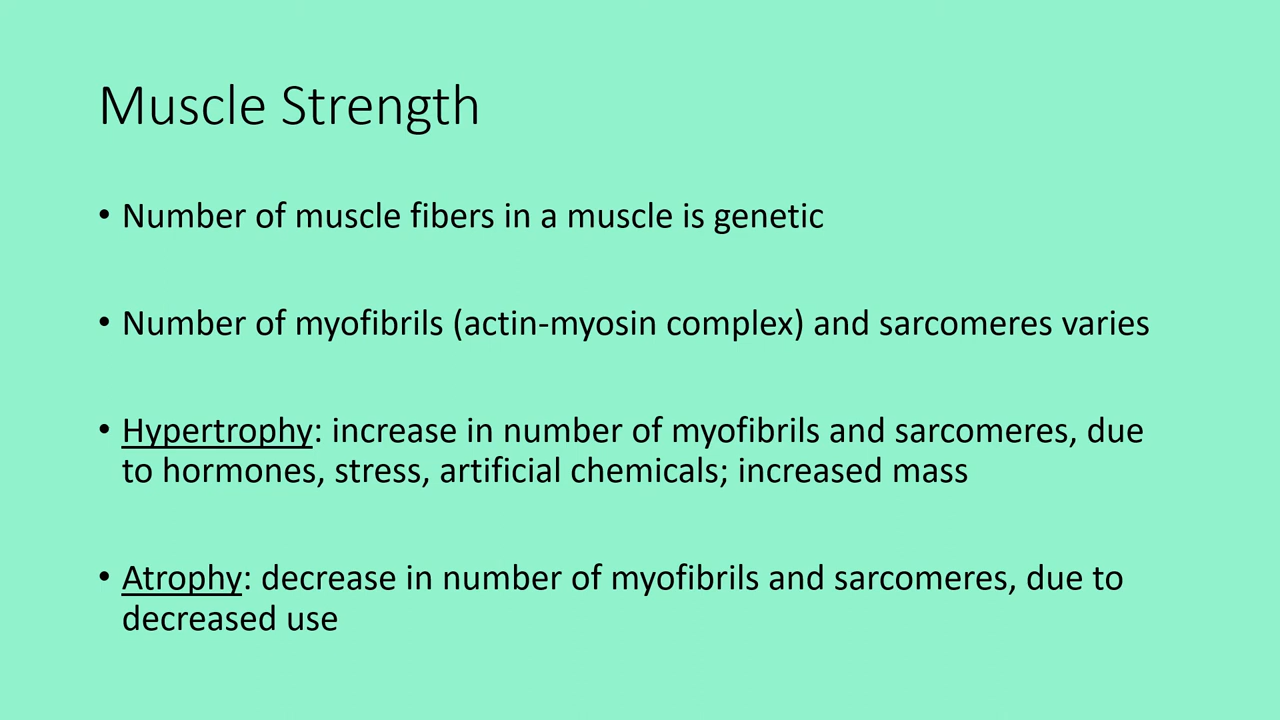 Muscle Strength
• Number of muscle fibers in a muscle is genetic
• Number of myofibrils (actin-myosin complex) and sarcomeres varies
• Hypertrophy: increase in number of myofibrils and sarcomeres, due
to hormones, stress, artificial chemicals; increased mass
• Atrophy: decrease in number of myofibrils and sarcomeres, due to
decreased use